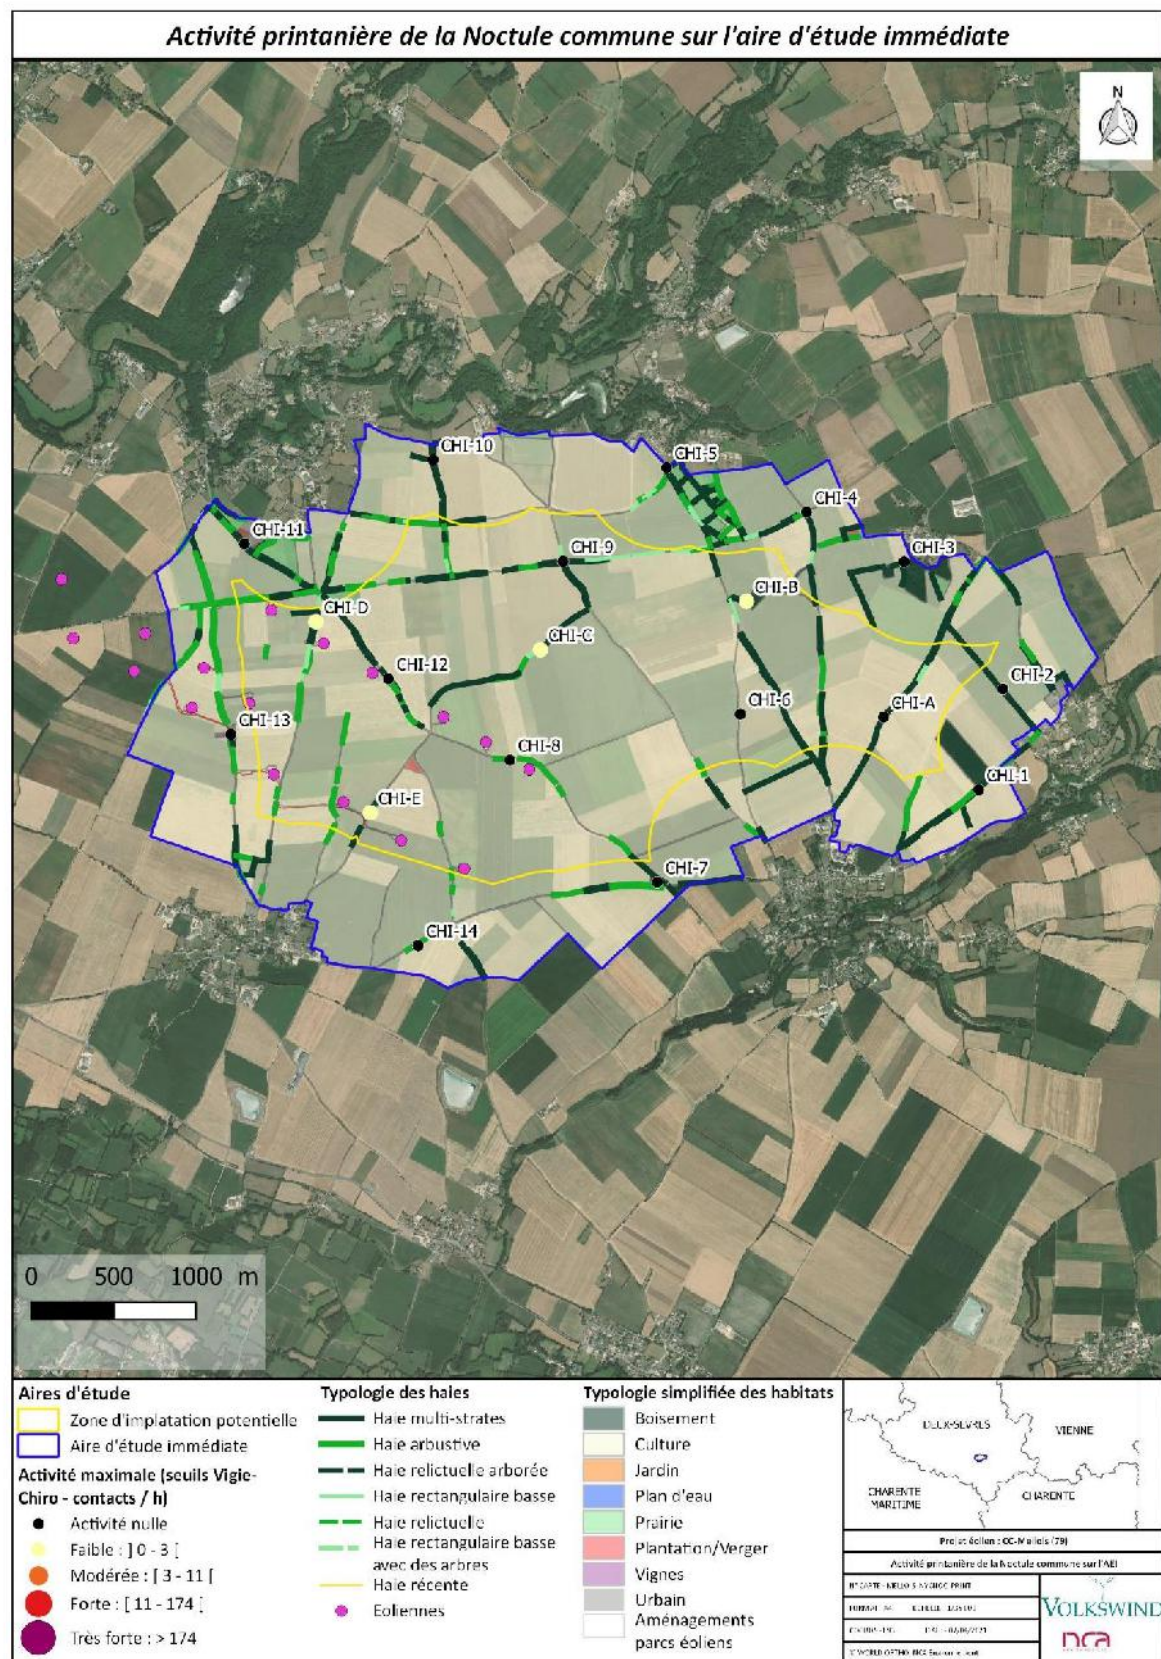 Activité printanière de la Noctule commune sur l'aire d'étude immédiate
N
CHI-10
CHI-5
CHI-4
CHI-11
CHI-9
CHI-3
CHI-B
CHI-D
CHI-C
CHI-12
CHI-2
CHI-6
CHI-A
CHI-13
CHI-8
CHI-1
CHI-E
CHI-7
CHI-14
0 500 1000 m
Aires d'étude
Zone d'implatation potentielle
Aire d'étude immédiate
Activité maximale (seuils Vigie-
Chiro - contacts / h)
Activité nulle
Faible : ] 0 - 3 [
Modérée : [ 3 - 11 [
Forte : [ 11 - 174 [
Très forte : > 174
Typologie des haies
Haie multi-strates
Haie arbustive
Haie relictuelle arborée
Haie rectangulaire basse
Haie relictuelle
Haie rectangulaire basse
avec des arbres
Haie récente
Eoliennes
Typologie simplifiée des habitats
Boisement
Culture
Jardin
Plan d'eau
Prairie
Plantation/Verger
Vignes
Urbain
Aménagements
parcs éoliens
DEUX-SEVRES
VIENNE
CHARENTE
MARITIME
CHARENTE
Projet éolien : CC-Mellois (79)
Activité printanière de la Noctule commune sur l'AEI
VOLKSWIND
nca